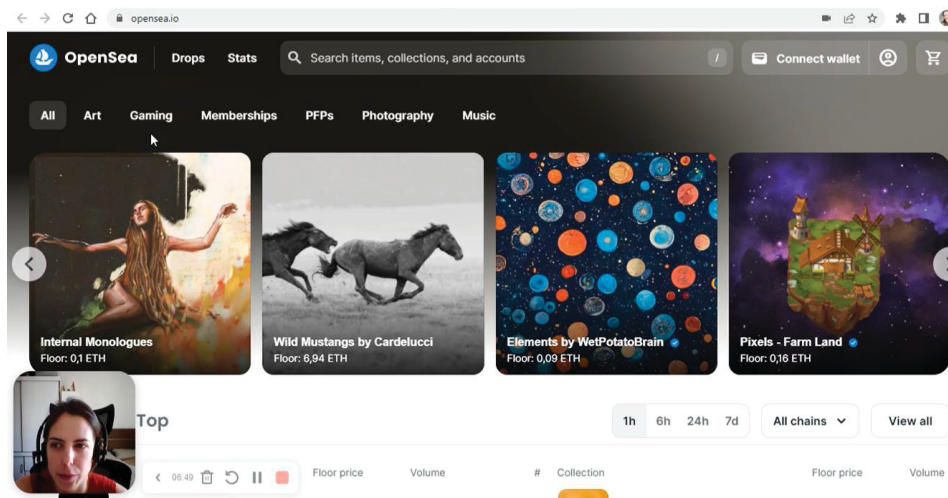 opensea.io
OpenSea Drops Stats Search items, collections, and accounts / Connect wallet
All Art Gaming Memberships PFPs Photography Music
Internal Monologues
Floor: 0,1 ETH
Wild Mustangs by Cardelucci
Floor: 6,94 ETH
Elements by WetPotatoBrain
Floor: 0,09 ETH
Pixels - Farm Land
Floor: 0,16 ETH
Top 1h 6h 24h 7d All chains View all
06:49 Floor price Volume # Collection Floor price Volume